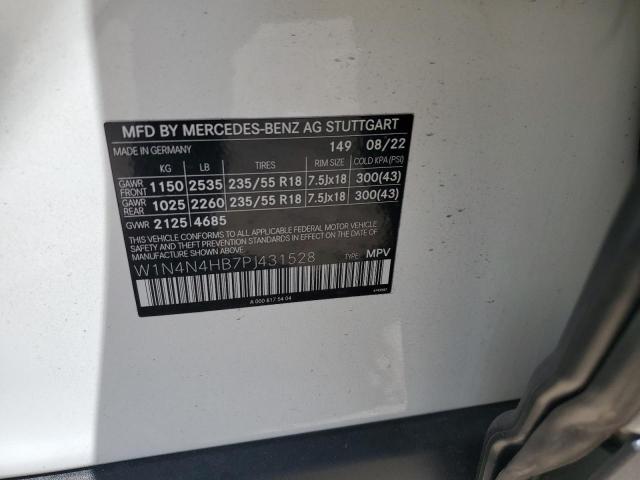 MFD BY MERCEDES-BENZ AG STUTTGART
MADE IN GERMANY 149 08/22
KG LB TIRES RIM SIZE COLD KPA (PSI)
GAWR FRONT 1150 2535 235/55 R18 7.5Jx18 300(43)
GAWR REAR 1025 2260 235/55 R18 7.5Jx18 300(43)
GVWR 2125 4685
THIS VEHICLE CONFORMS TO ALL APPLICABLE FEDERAL MOTOR VEHICLE
SAFETY AND THEFT PREVENTION STANDARDS IN EFFECT ON THE DATE OF
MANUFACTURE SHOWN ABOVE.
W1N4N4HB7PJ431528 TYPE: MPV
A 000 817 54 04